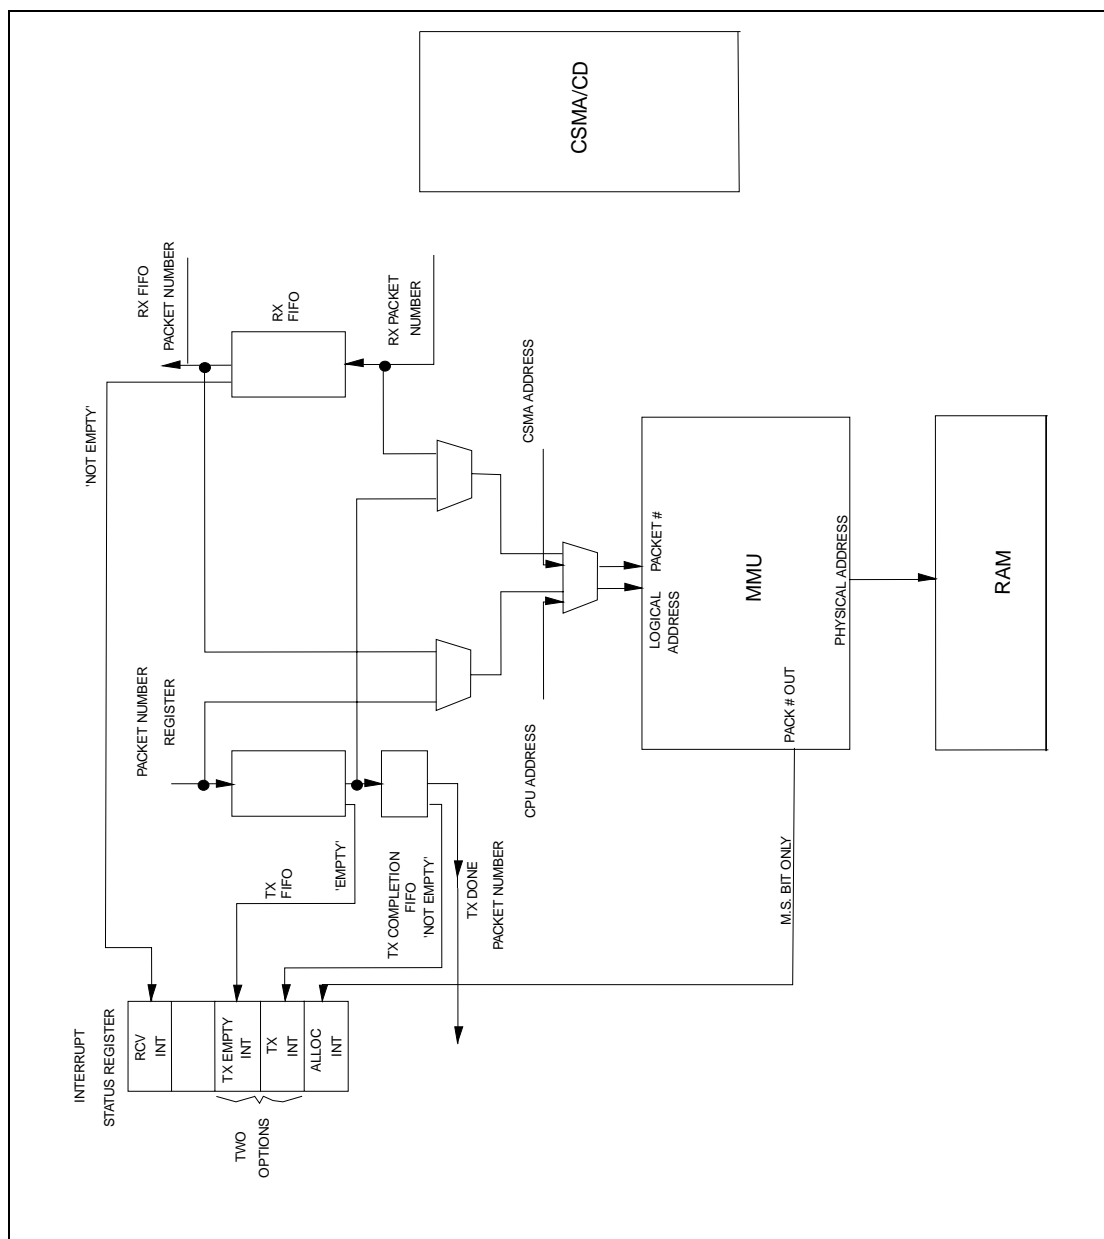 CSMA/CD
RX FIFO
PACKET NUMBER
RX
FIFO
RX PACKET
NUMBER
'NOT EMPTY'
CSMA ADDRESS
PACKET NUMBER
REGISTER
CPU ADDRESS
LOGICAL
ADDRESS
PACKET #
MMU
PACK # OUT
PHYSICAL ADDRESS
RAM
TX
FIFO
'EMPTY'
TX COMPLETION
FIFO
'NOT EMPTY'
TX DONE
PACKET NUMBER
M.S. BIT ONLY
INTERRUPT
STATUS REGISTER
RCV
INT
TX EMPTY
INT
TX
INT
ALLOC
INT
TWO
OPTIONS